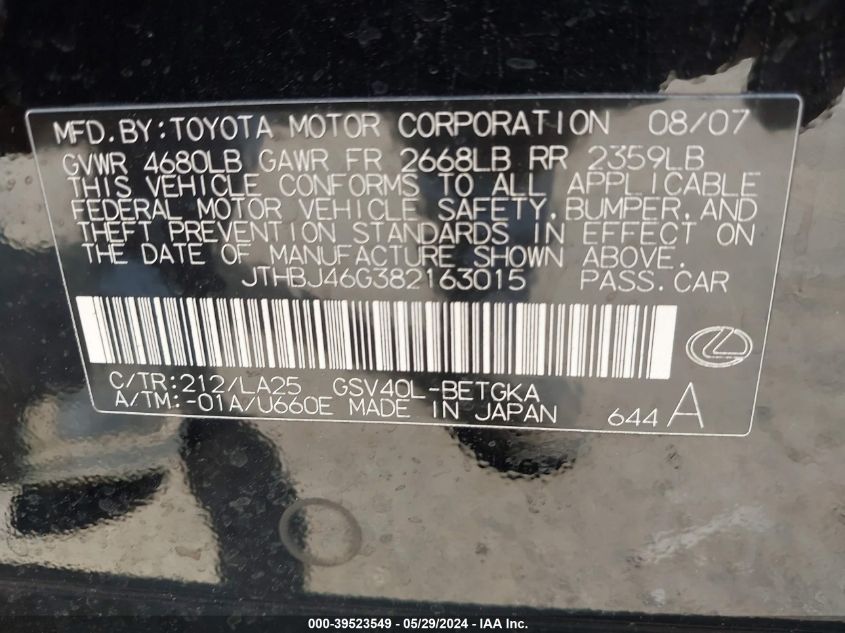 MFD.BY:TOYOTA MOTOR CORPORATION 08/07
GVWR 4680LB GAWR FR 2668LB RR 2359LB
THIS VEHICLE CONFORMS TO ALL APPLICABLE
FEDERAL MOTOR VEHICLE SAFETY,BUMPER,AND
THEFT PREVENTION STANDARDS IN EFFECT ON
THE DATE OF MANUFACTURE SHOWN ABOVE.
JTHBJ46G382163015 PASS.CAR
C/TR:212/LA25 GSV40L-BETGKA
A/TM:-01A/U660E MADE IN JAPAN 644 A
000-39523549 - 05/29/2024 - IAA Inc.